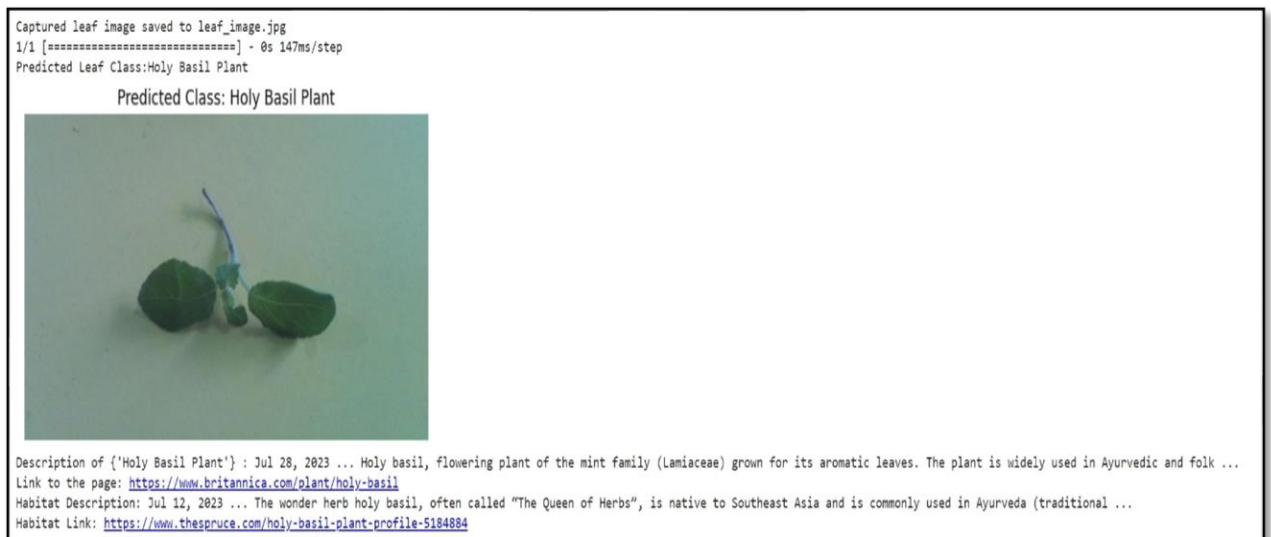 Captured leaf image saved to leaf_image.jpg
1/1 [==============================] - 0s 147ms/step
Predicted Leaf Class:Holy Basil Plant
Predicted Class: Holy Basil Plant
Description of {'Holy Basil Plant'} : Jul 28, 2023 ... Holy basil, flowering plant of the mint family (Lamiaceae) grown for its aromatic leaves. The plant is widely used in Ayurvedic and folk ...
Link to the page: https://www.britannica.com/plant/holy-basil
Habitat Description: Jul 12, 2023 ... The wonder herb holy basil, often called “The Queen of Herbs”, is native to Southeast Asia and is commonly used in Ayurveda (traditional ...
Habitat Link: https://www.thespruce.com/holy-basil-plant-profile-5184884